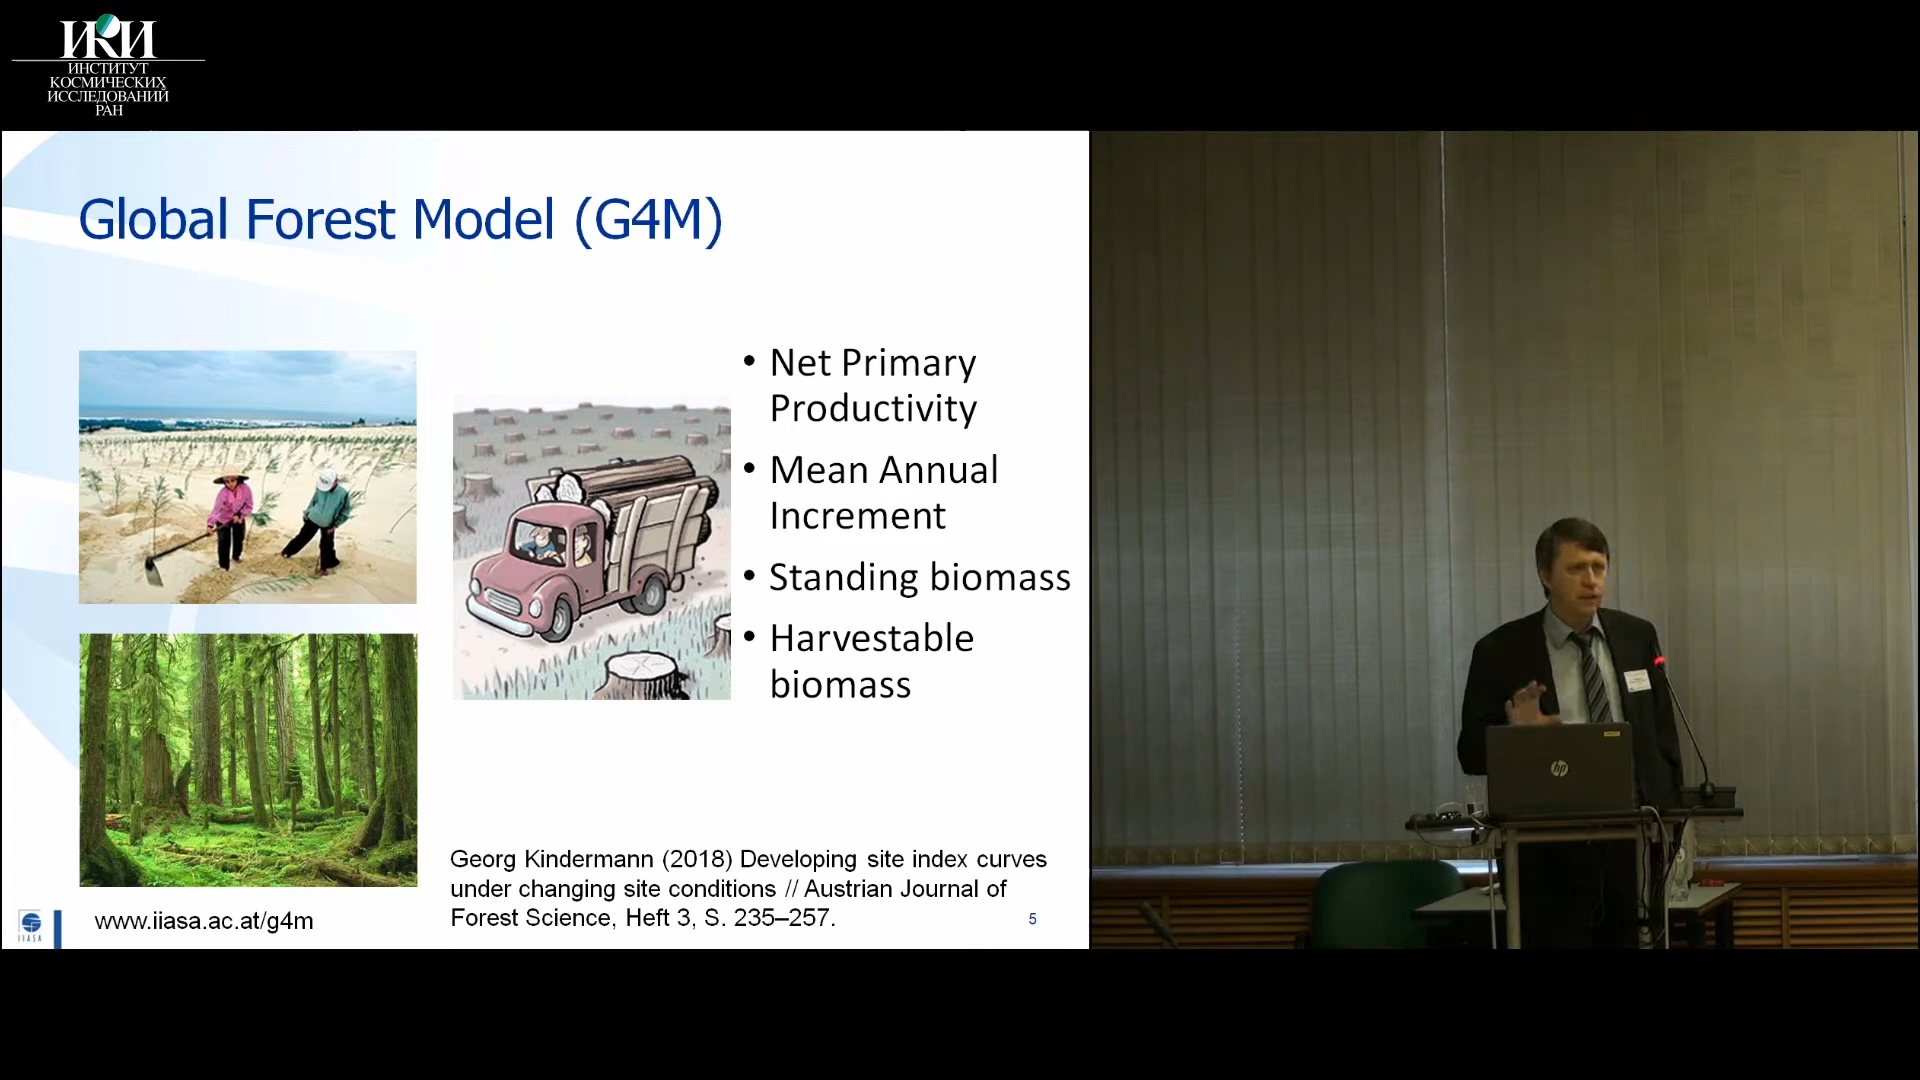 ИКИ
ИНСТИТУТ
КОСМИЧЕСКИХ
ИССЛЕДОВАНИЙ
РАН
Global Forest Model (G4M)
• Net Primary
Productivity
• Mean Annual
Increment
• Standing biomass
• Harvestable
biomass
Georg Kindermann (2018) Developing site index curves
under changing site conditions // Austrian Journal of
Forest Science, Heft 3, S. 235–257.
IIASA
www.iiasa.ac.at/g4m
5
hp